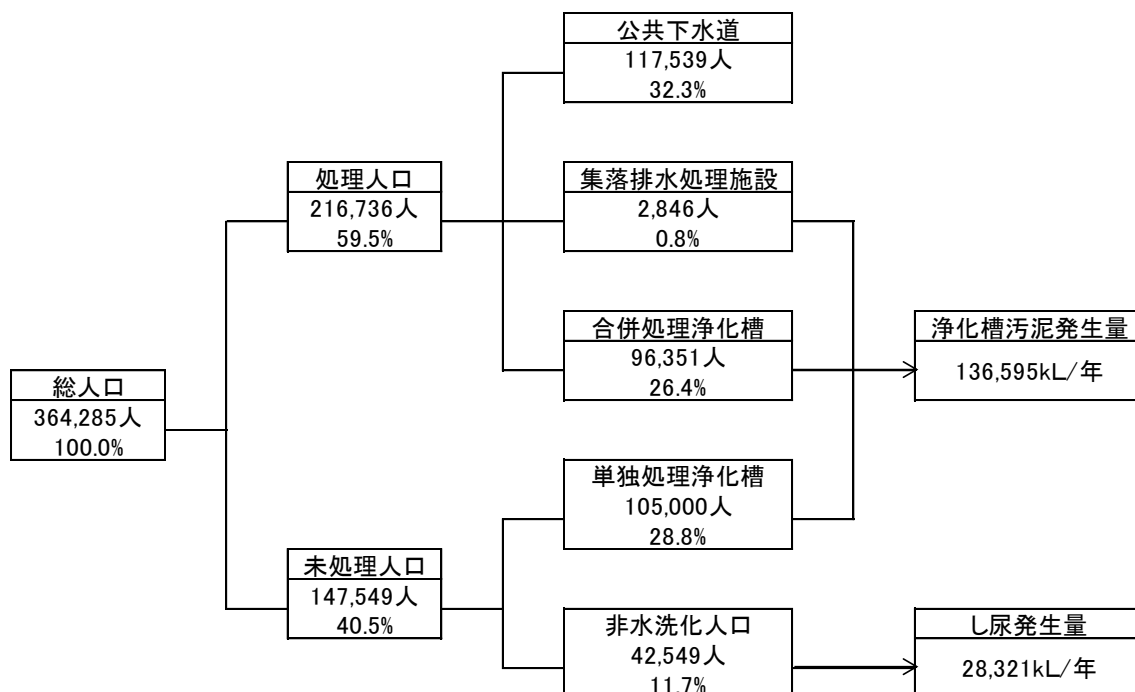 公共下水道
117,539人
32.3%
処理人口
216,736人
59.5%
集落排水処理施設
2,846人
0.8%
合併処理浄化槽
96,351人
26.4%
浄化槽汚泥発生量
136,595kL/年
総人口
364,285人
100.0%
単独処理浄化槽
105,000人
28.8%
未処理人口
147,549人
40.5%
非水洗化人口
42,549人
11.7%
し尿発生量
28,321kL/年